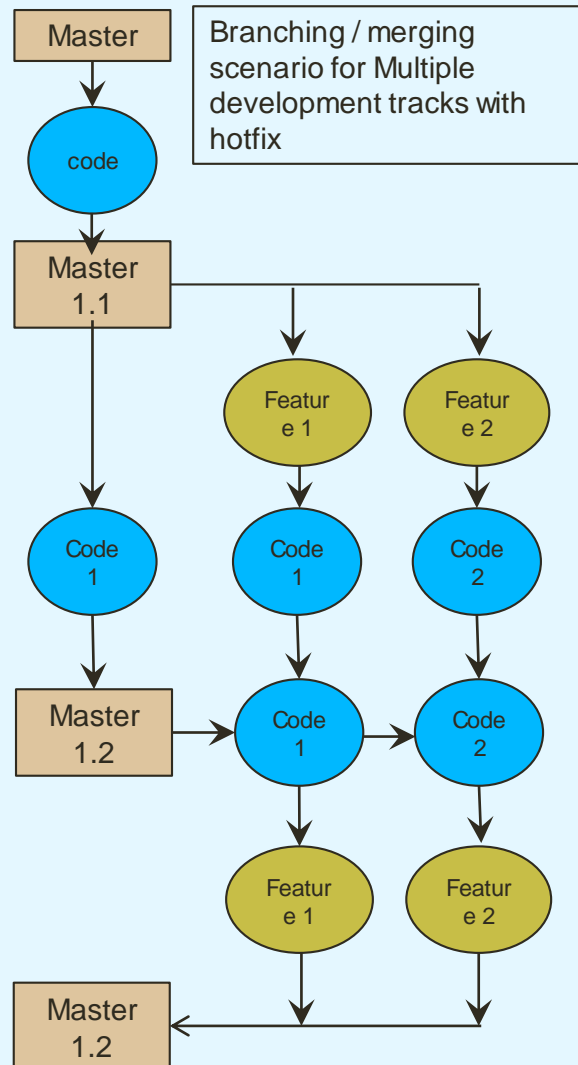 Master
Branching / merging
scenario for Multiple
development tracks with
hotfix
code
Master
1.1
Featur
e 1
Featur
e 2
Code
1
Code
1
Code
2
Master
1.2
Code
1
Code
2
Featur
e 1
Featur
e 2
Master
1.2